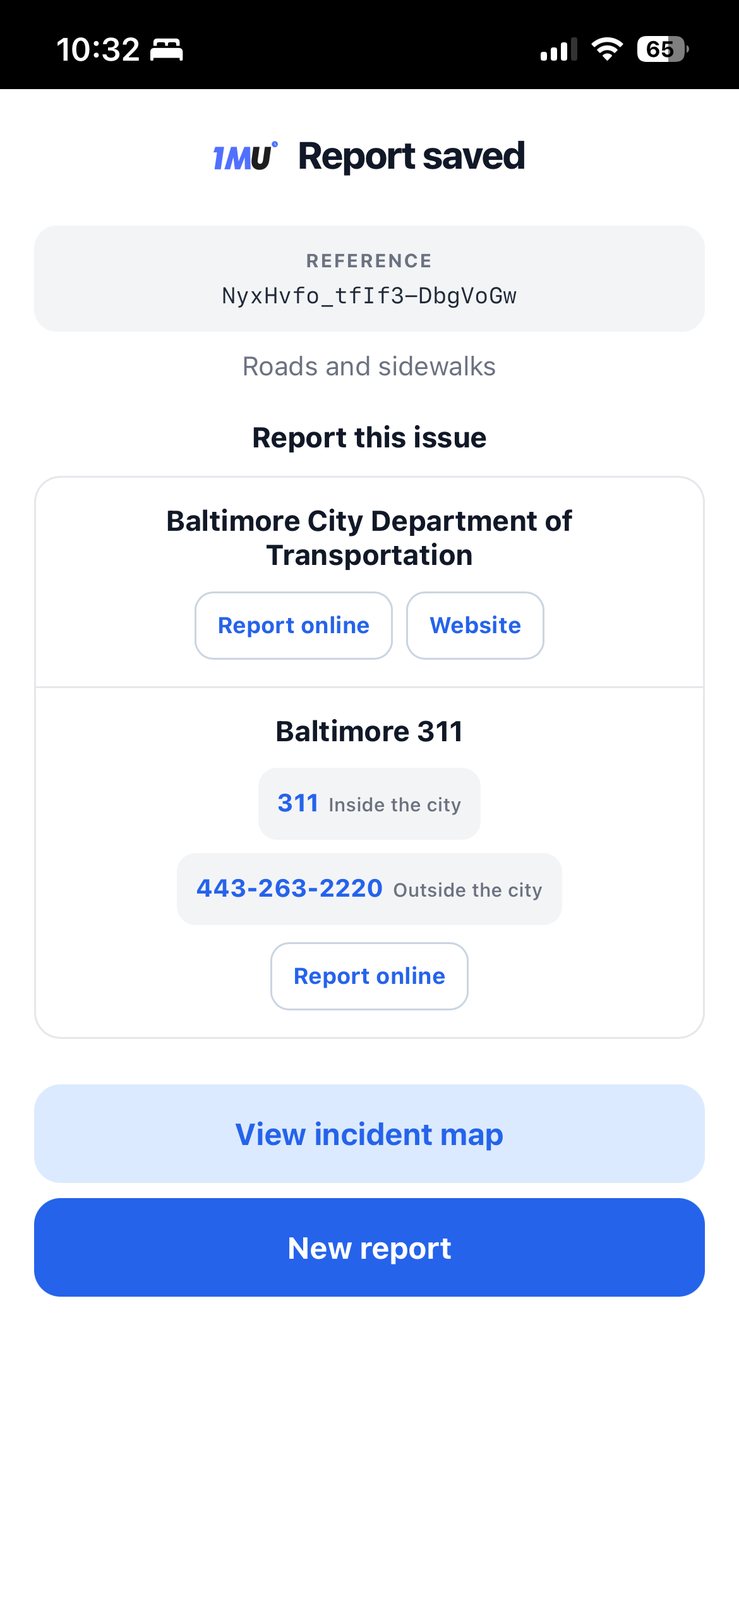 10:32
65
1MU Report saved
REFERENCE
NyxHvfo_tfIf3-DbgVoGw
Roads and sidewalks
Report this issue
Baltimore City Department of
Transportation
Report online Website
Baltimore 311
311 Inside the city
443-263-2220 Outside the city
Report online
View incident map
New report